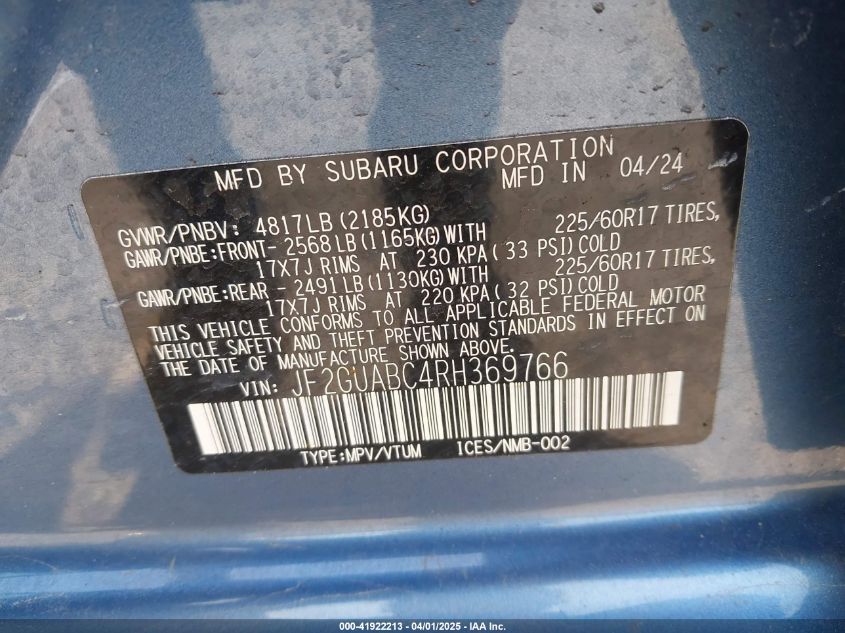 MFD BY SUBARU CORPORATION
MFD IN 04/24
GVWR/PNBV: 4817LB (2185KG)
GAWR/PNBE:FRONT- 2568LB (1165KG) WITH 225/60R17 TIRES,
17X7J RIMS AT 230 KPA (33 PSI) COLD
GAWR/PNBE:REAR - 2491LB (1130KG) WITH 225/60R17 TIRES,
17X7J RIMS AT 220 KPA (32 PSI) COLD
THIS VEHICLE CONFORMS TO ALL APPLICABLE FEDERAL MOTOR
VEHICLE SAFETY AND THEFT PREVENTION STANDARDS IN EFFECT ON
THE DATE OF MANUFACTURE SHOWN ABOVE.
VIN: JF2GUABC4RH369766
TYPE:MPV/VTUM ICES/NMB-002
000-41922213 - 04/01/2025 - IAA Inc.